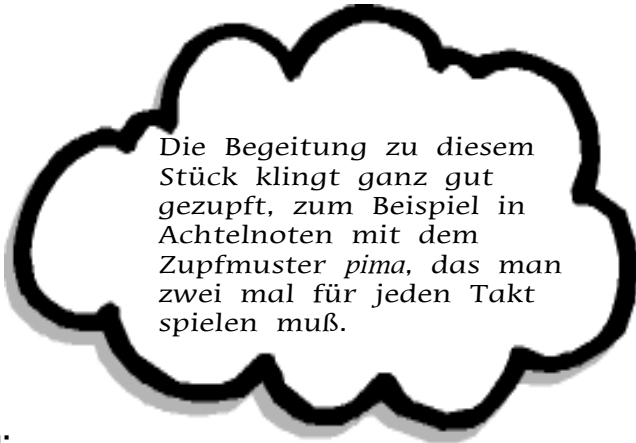 Die Begeitung zu diesem
Stück klingt ganz gut
gezupft, zum Beispiel in
Achtelnoten mit dem
Zupfmuster pima, das man
zwei mal für jeden Takt
spielen muß.